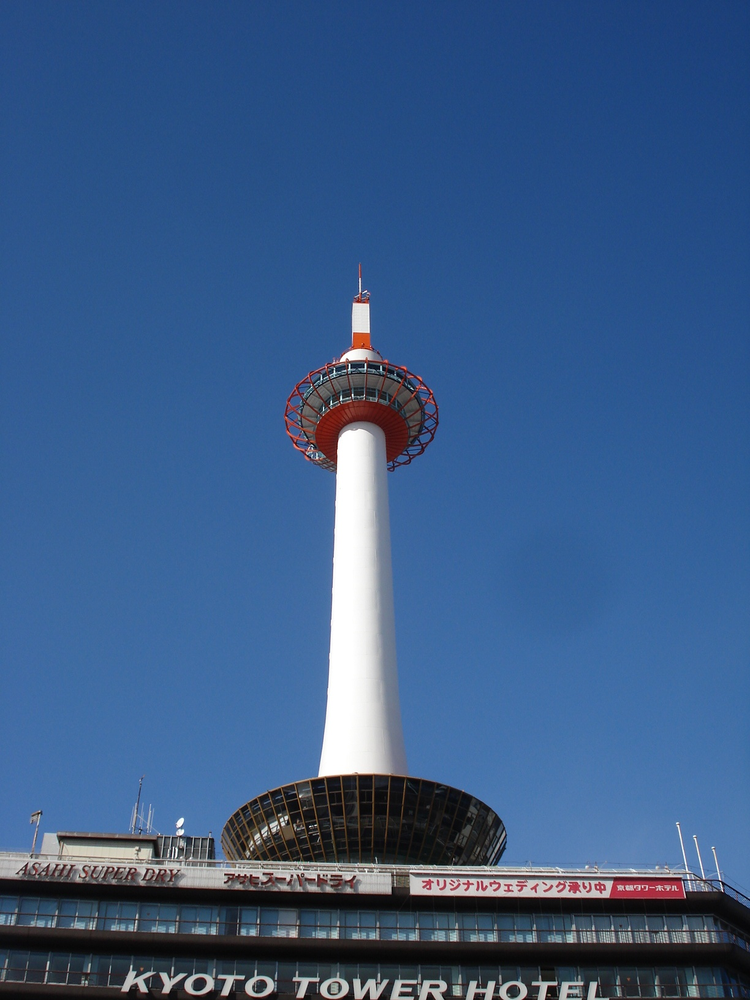 ASAHI SUPER DRY
アサヒスーパードライ
オリジナルウェディング承り中
京都タワーホテル
KYOTO TOWER HOTEL